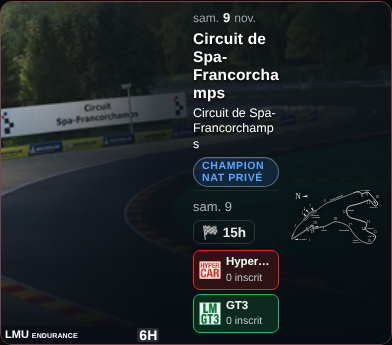 sam. 9 nov.
Circuit de
Spa-
Francorcha
mps
Circuit de Spa-
Francorchamp
s
CHAMPION
NAT PRIVÉ
sam. 9
15h
HYPER
CAR
Hyper...
0 inscrit
LM
GT3
GT3
0 inscrit
Circuit
Spa-Francorchamps
N
LMU ENDURANCE
6H